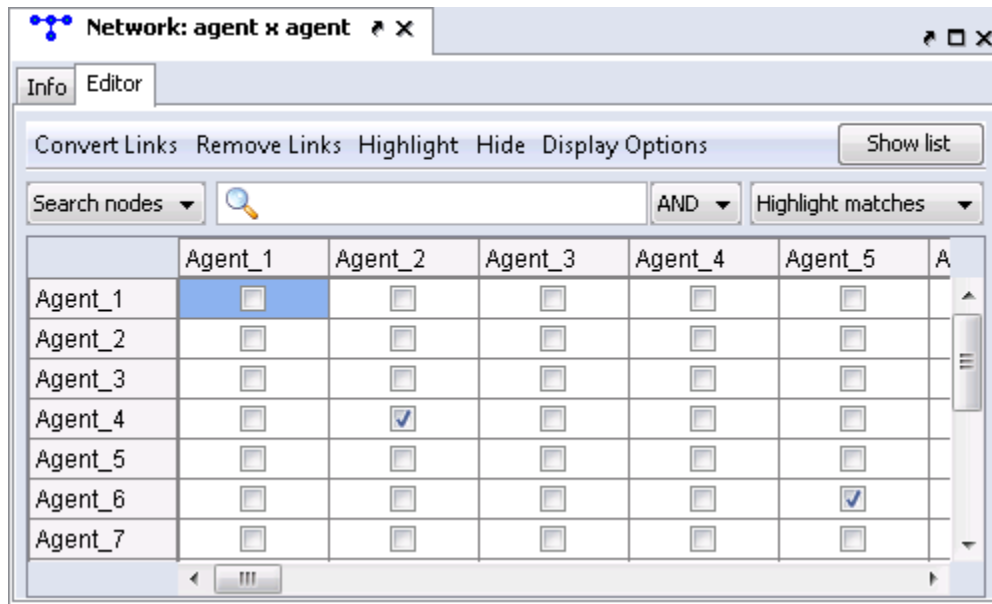 Network: agent x agent
Info Editor
Convert Links Remove Links Highlight Hide Display Options Show list
Search nodes AND Highlight matches
Agent_1 Agent_2 Agent_3 Agent_4 Agent_5 A
Agent_1
Agent_2
Agent_3
Agent_4
Agent_5
Agent_6
Agent_7